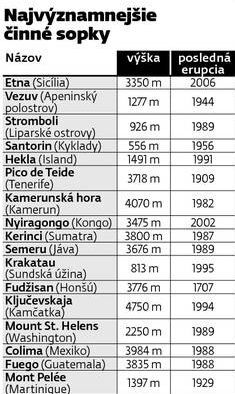 Najvýznamnejšie
činné sopky
Názov výška posledná
erupcia
Etna (Sicília) 3350 m 2006
Vezuv (Apeninský
polostrov) 1277 m 1944
Stromboli
(Liparské ostrovy) 926 m 1989
Santorin (Kyklady) 556 m 1956
Hekla (Island) 1491 m 1991
Pico de Teide
(Tenerife) 3718 m 1909
Kamerunská hora
(Kamerun) 4070 m 1982
Nyiragongo (Kongo) 3475 m 2002
Kerinci (Sumatra) 3800 m 1987
Semeru (Jáva) 3676 m 1989
Krakatau
(Sundská úžina) 813 m 1995
Fudžisan (Honšú) 3776 m 1707
Ključevskaja
(Kamčatka) 4750 m 1994
Mount St. Helens
(Washington) 2250 m 1989
Colima (Mexiko) 3984 m 1988
Fuego (Guatemala) 3835 m 1988
Mont Pelée
(Martinique) 1397 m 1929